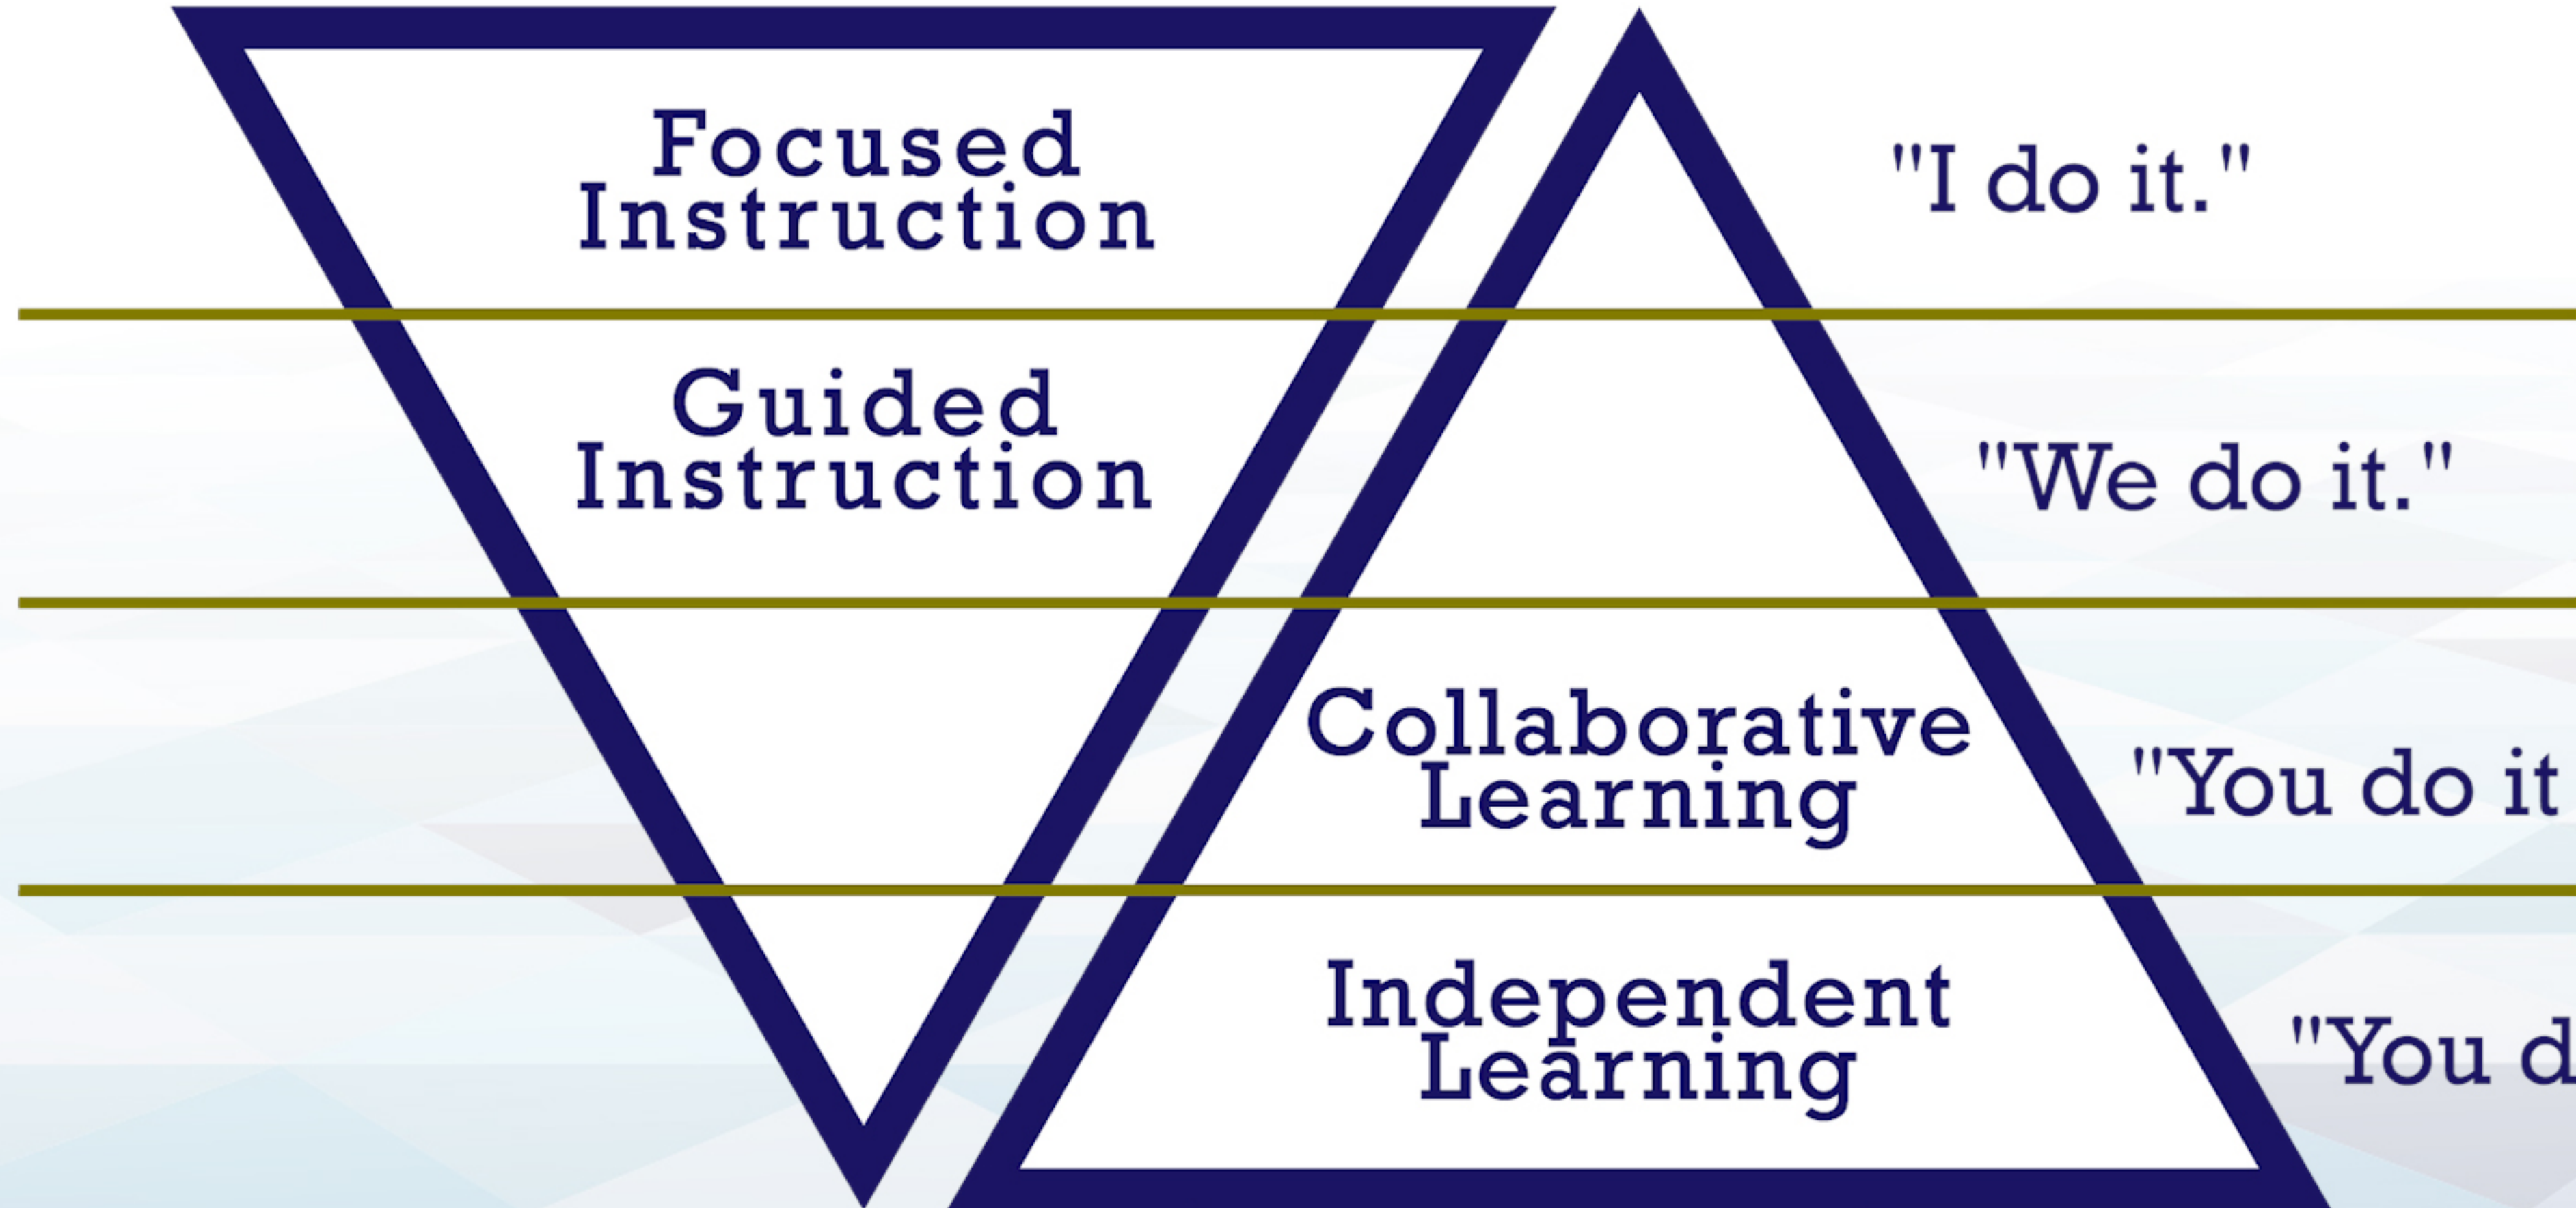 Focused
Instruction
"I do it."
Guided
Instruction
"We do it."
Collaborative
Learning
"You do it
Independent
Learning
"You d